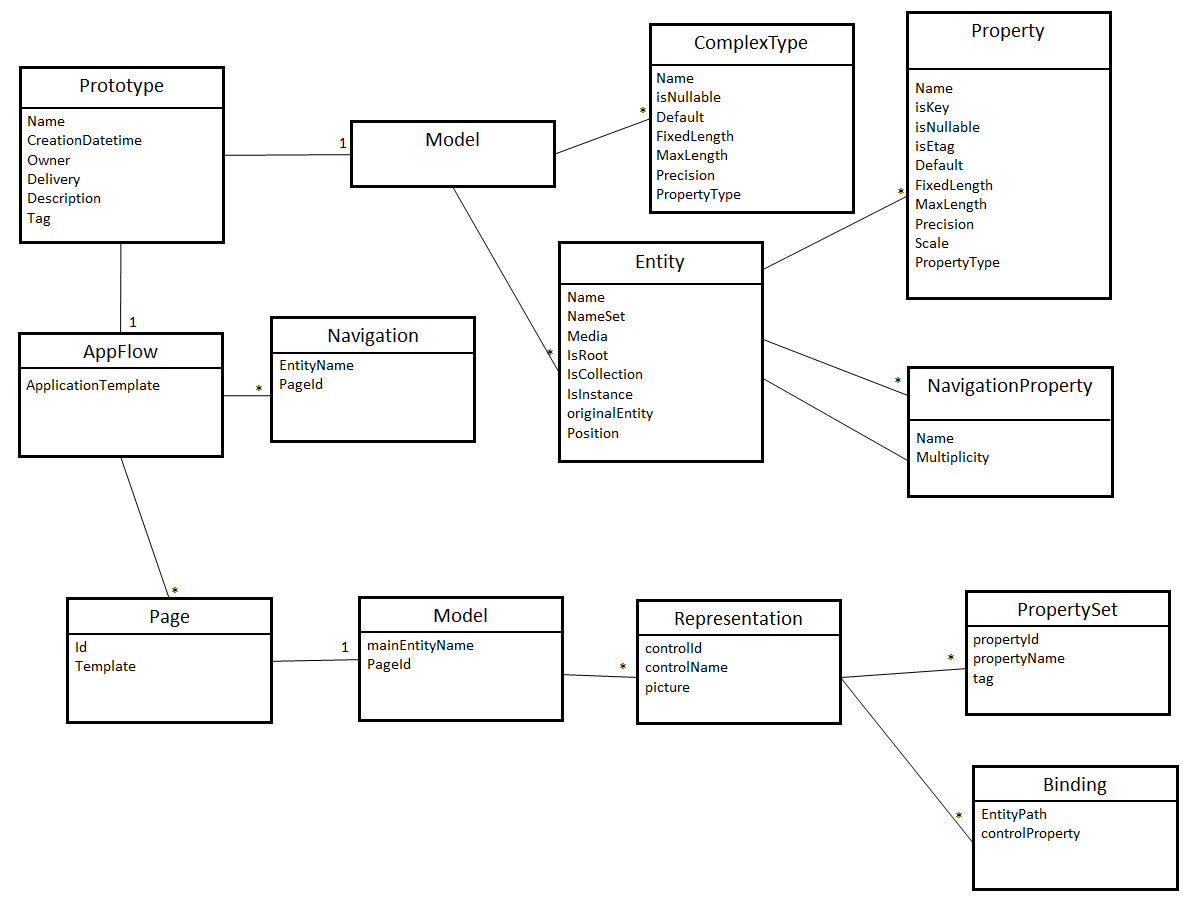 Prototype
Name
CreationDatetime
Owner
Delivery
Description
Tag
1
Model
*
ComplexType
Name
isNullable
Default
FixedLength
MaxLength
Precision
PropertyType
Property
Name
isKey
isNullable
isEtag
Default
FixedLength
MaxLength
Precision
Scale
PropertyType
*
Entity
Name
NameSet
Media
IsRoot
IsCollection
IsInstance
originalEntity
Position
*
*
NavigationProperty
Name
Multiplicity
1
AppFlow
ApplicationTemplate
*
Navigation
EntityName
PageId
*
Page
Id
Template
1
Model
mainEntityName
PageId
*
Representation
controlId
controlName
picture
*
PropertySet
propertyId
propertyName
tag
*
Binding
EntityPath
controlProperty